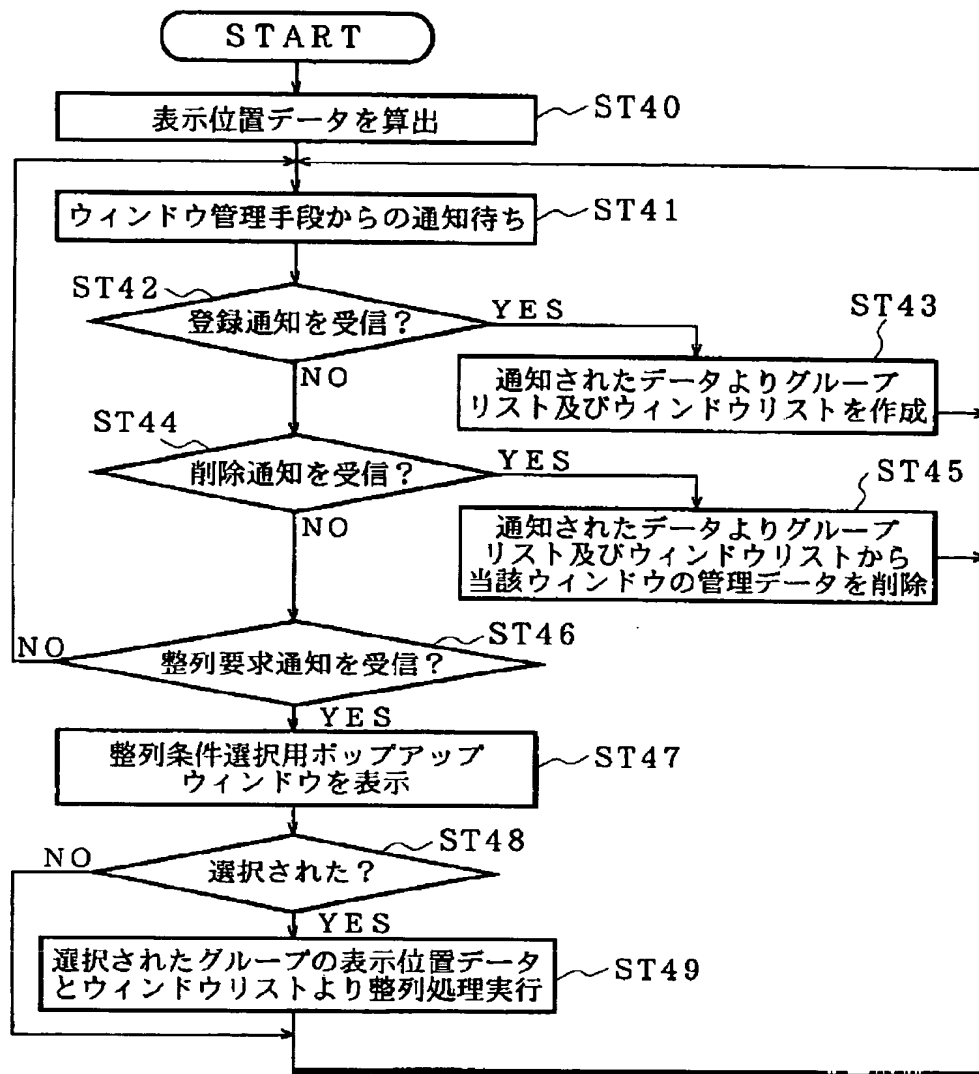 START
表示位置データを算出
ST40
ウィンドウ管理手段からの通知待ち
ST41
ST42
登録通知を受信？
YES
NO
ST43
通知されたデータよりグループ
リスト及びウィンドウリストを作成
ST44
削除通知を受信？
YES
NO
ST45
通知されたデータよりグループ
リスト及びウィンドウリストから
当該ウィンドウの管理データを削除
ST46
整列要求通知を受信？
NO
YES
整列条件選択用ポップアップ
ウィンドウを表示
ST47
ST48
選択された？
NO
YES
選択されたグループの表示位置データ
とウィンドウリストより整列処理実行
ST49